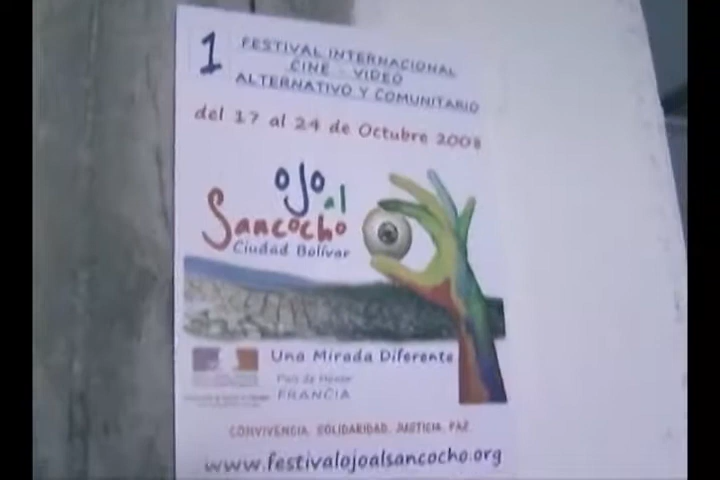 1
FESTIVAL INTERNACIONAL
CINE - VIDEO
ALTERNATIVO Y COMUNITARIO
del 17 al 24 de Octubre 2008
ojo
al
Sancocho
Ciudad Bolívar
Una Mirada Diferente
País de Honor
FRANCIA
CONVIVENCIA, SOLIDARIDAD, JUSTICIA, PAZ
www.festivalojoalsancocho.org